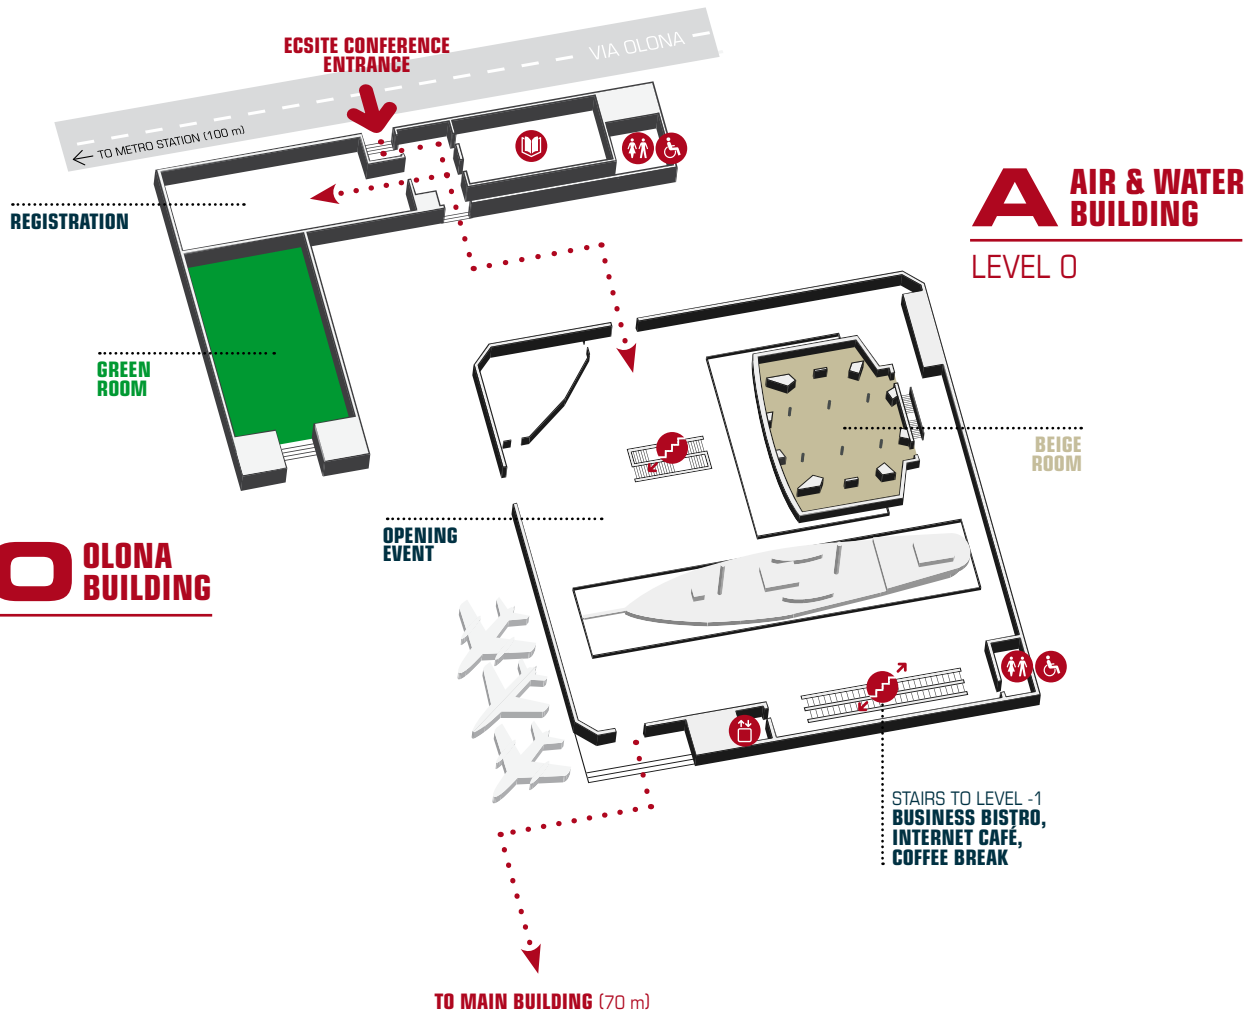 ECSITE CONFERENCE
ENTRANCE
VIA OLONA
TO METRO STATION (100 m)
REGISTRATION
A AIR & WATER
BUILDING
LEVEL 0
GREEN
ROOM
BEIGE
ROOM
OPENING
EVENT
O OLONA
BUILDING
STAIRS TO LEVEL -1
BUSINESS BISTRO,
INTERNET CAFÉ,
COFFEE BREAK
TO MAIN BUILDING (70 m)